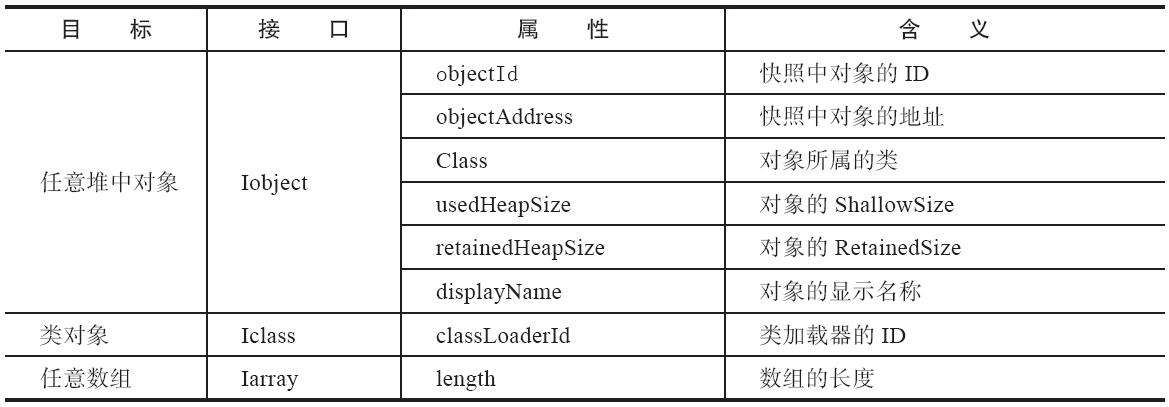 目 标 接 口 属 性 含 义
objectId 快照中对象的 ID
objectAddress 快照中对象的地址
Class 对象所属的类
任意堆中对象 Iobject
usedHeapSize 对象的 ShallowSize
retainedHeapSize 对象的 RetainedSize
displayName 对象的显示名称
类对象 Iclass classLoaderId 类加载器的 ID
任意数组 Iarray length 数组的长度